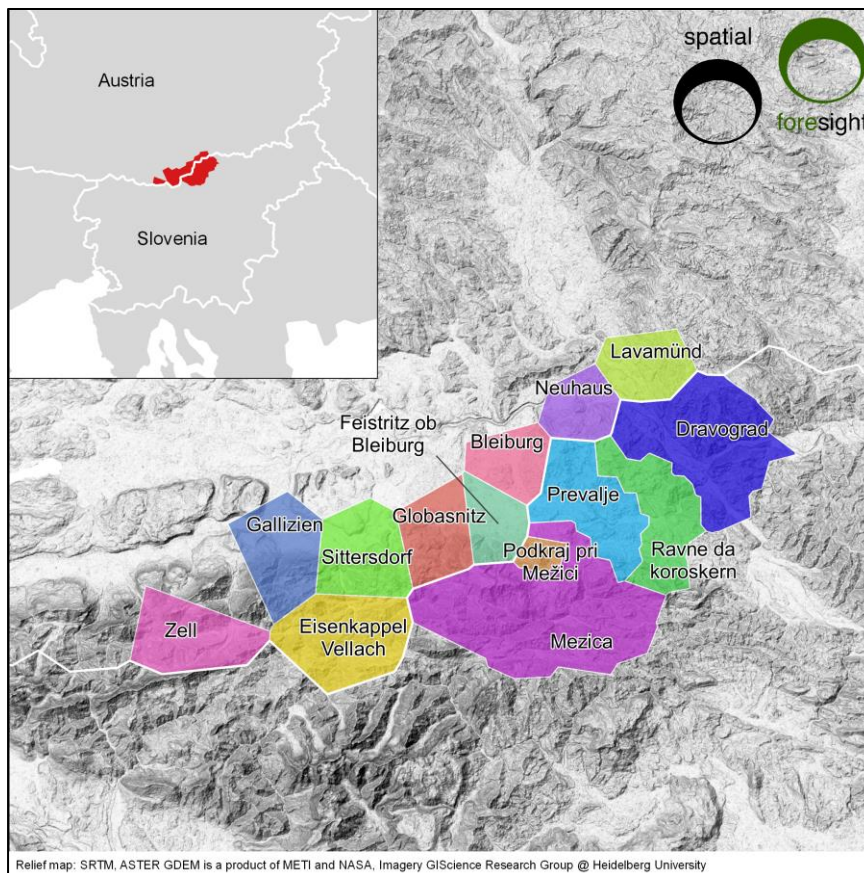 Austria
Slovenia
spatial
foresight
Lavamünd
Neuhaus
Feistritz ob
Bleiburg
Bleiburg
Dravograd
Prevalje
Gallizien
Globasnitz
Sittersdorf
Podkraj pri
Mežici
Ravne da
koroskern
Zell
Eisenkappel
Vellach
Mezica
Relief map: SRTM, ASTER GDEM is a product of METI and NASA, Imagery GIScience Research Group @ Heidelberg University